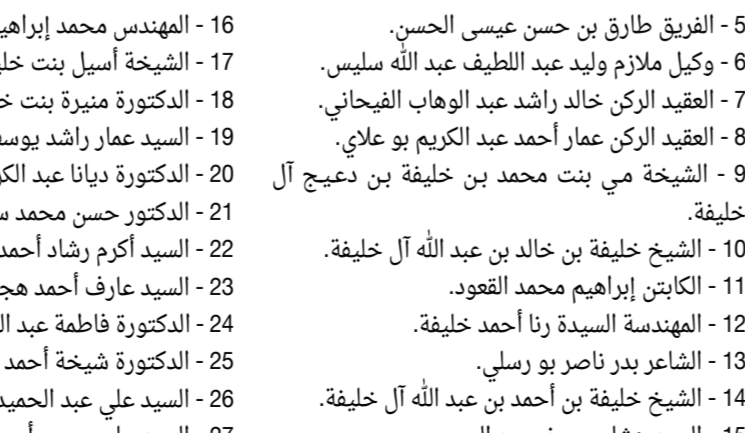 5 - الفريق طارق بن حسن عيسى الحسن.
6 - وكيل ملازم وليد عبد اللطيف عبد الله سليس.
7 - العقيد الركن خالد راشد عبد الوهاب الفيحاني.
8 - العقيد الركن عمار أحمد عبد الكريم بو علاي.
9 - الشيخة مي بنت محمد بن خليفة بن دعيج آل
خليفة.
10 - الشيخ خليفة بن خالد بن عبد الله آل خليفة.
11 - الكابتن إبراهيم محمد القعود.
12 - المهندسة السيدة رنا أحمد خليفة.
13 - الشاعر بدر ناصر بو رسلي.
14 - الشيخ خليفة بن أحمد بن عبد الله آل خليفة.
16 - المهندس محمد
17 - الشيخة أسيل بنت
18 - الدكتورة منيرة بنت
19 - السيد عمار راشد
20 - الدكتورة ديانا عبد
21 - الدكتور حسن محمد
22 - السيد أكرم رشاد أحمد
23 - السيد عارف أحمد
24 - الدكتورة فاطمة عبد
25 - الدكتورة شيخة أحمد
26 - السيد علي عبد الحميد